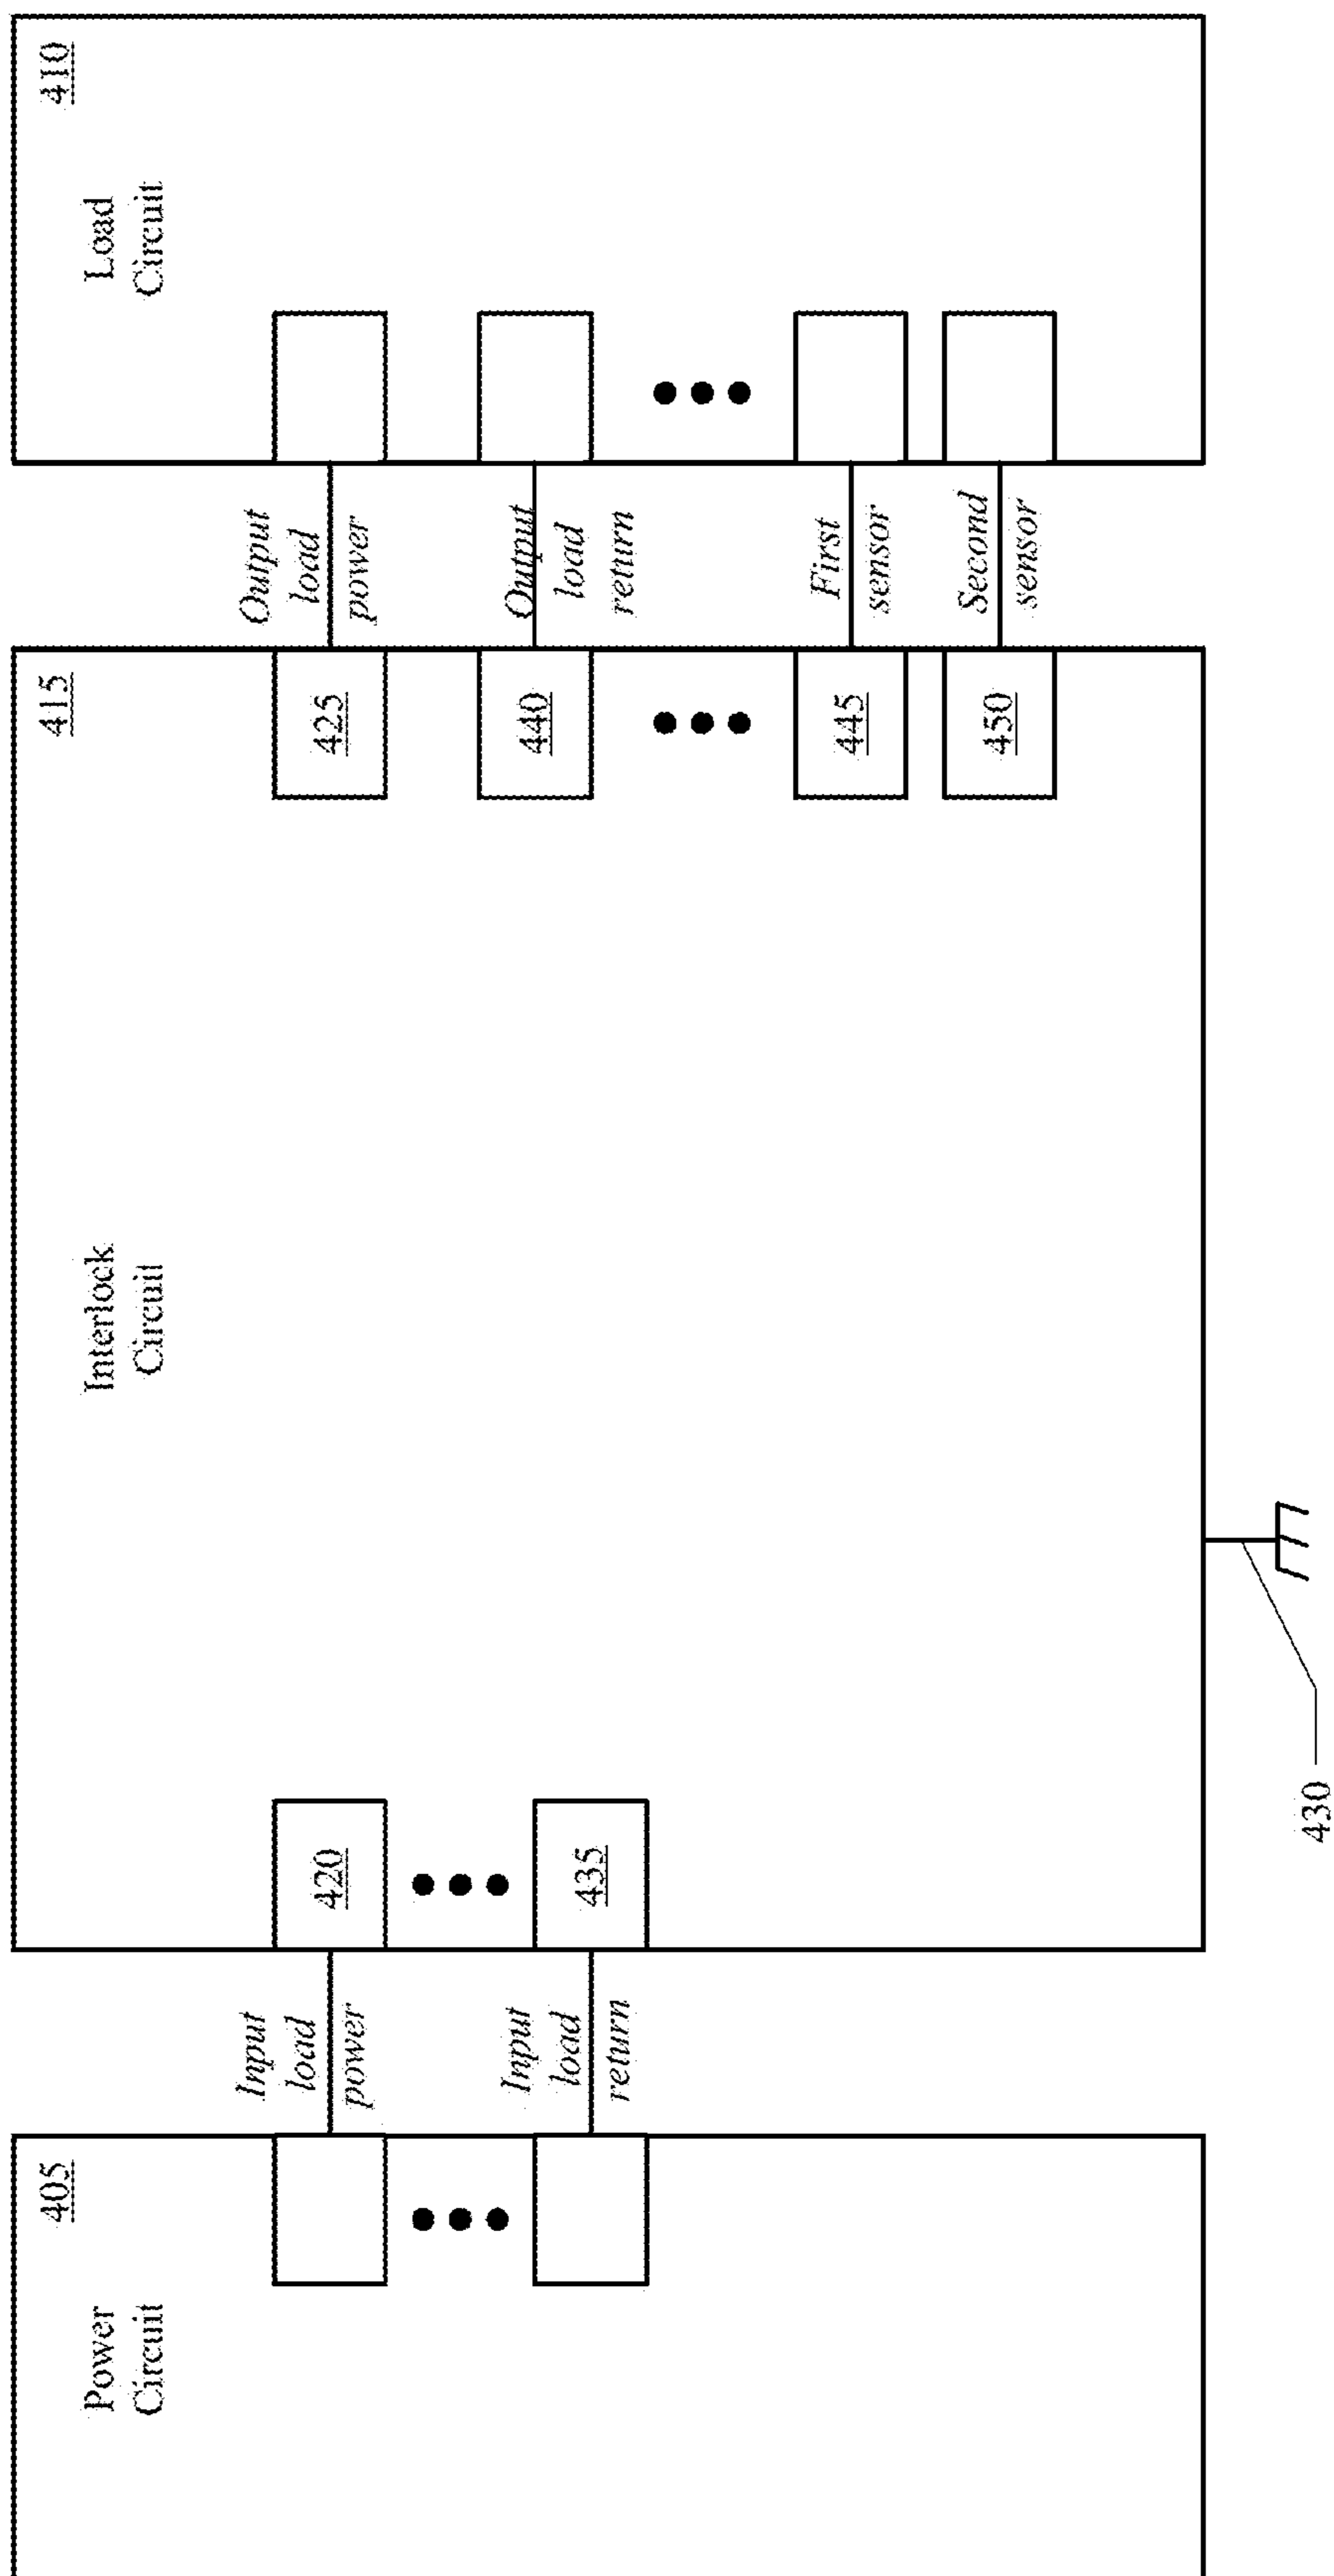 405
Power
Circuit
Input
load
power
Input
load
return
415
Interlock
Circuit
420
435
425
440
445
450
430
Output
load
power
Output
load
return
First
sensor
Second
sensor
410
Load
Circuit